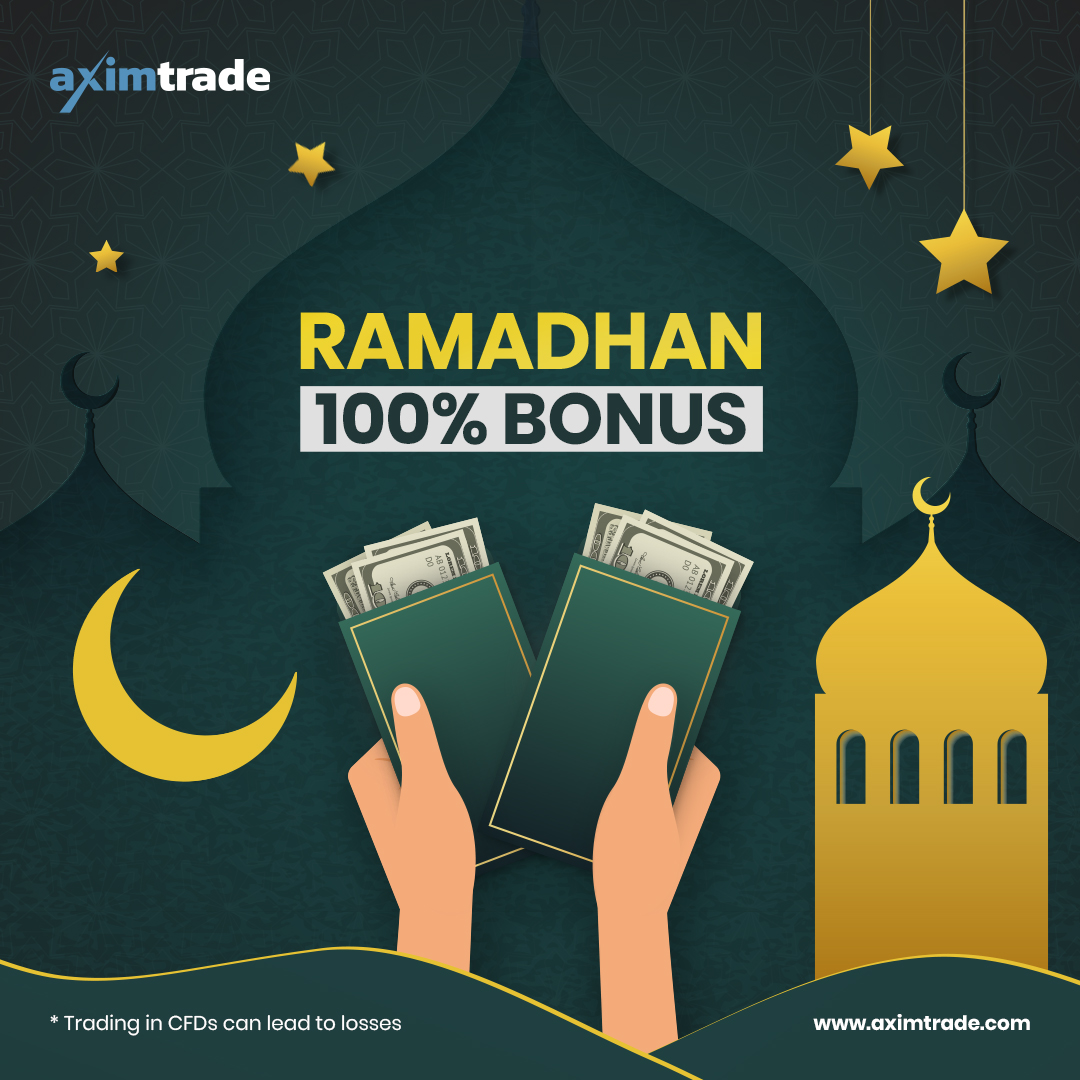 aximtrade
RAMADHAN
100% BONUS
* Trading in CFDs can lead to losses
www.aximtrade.com